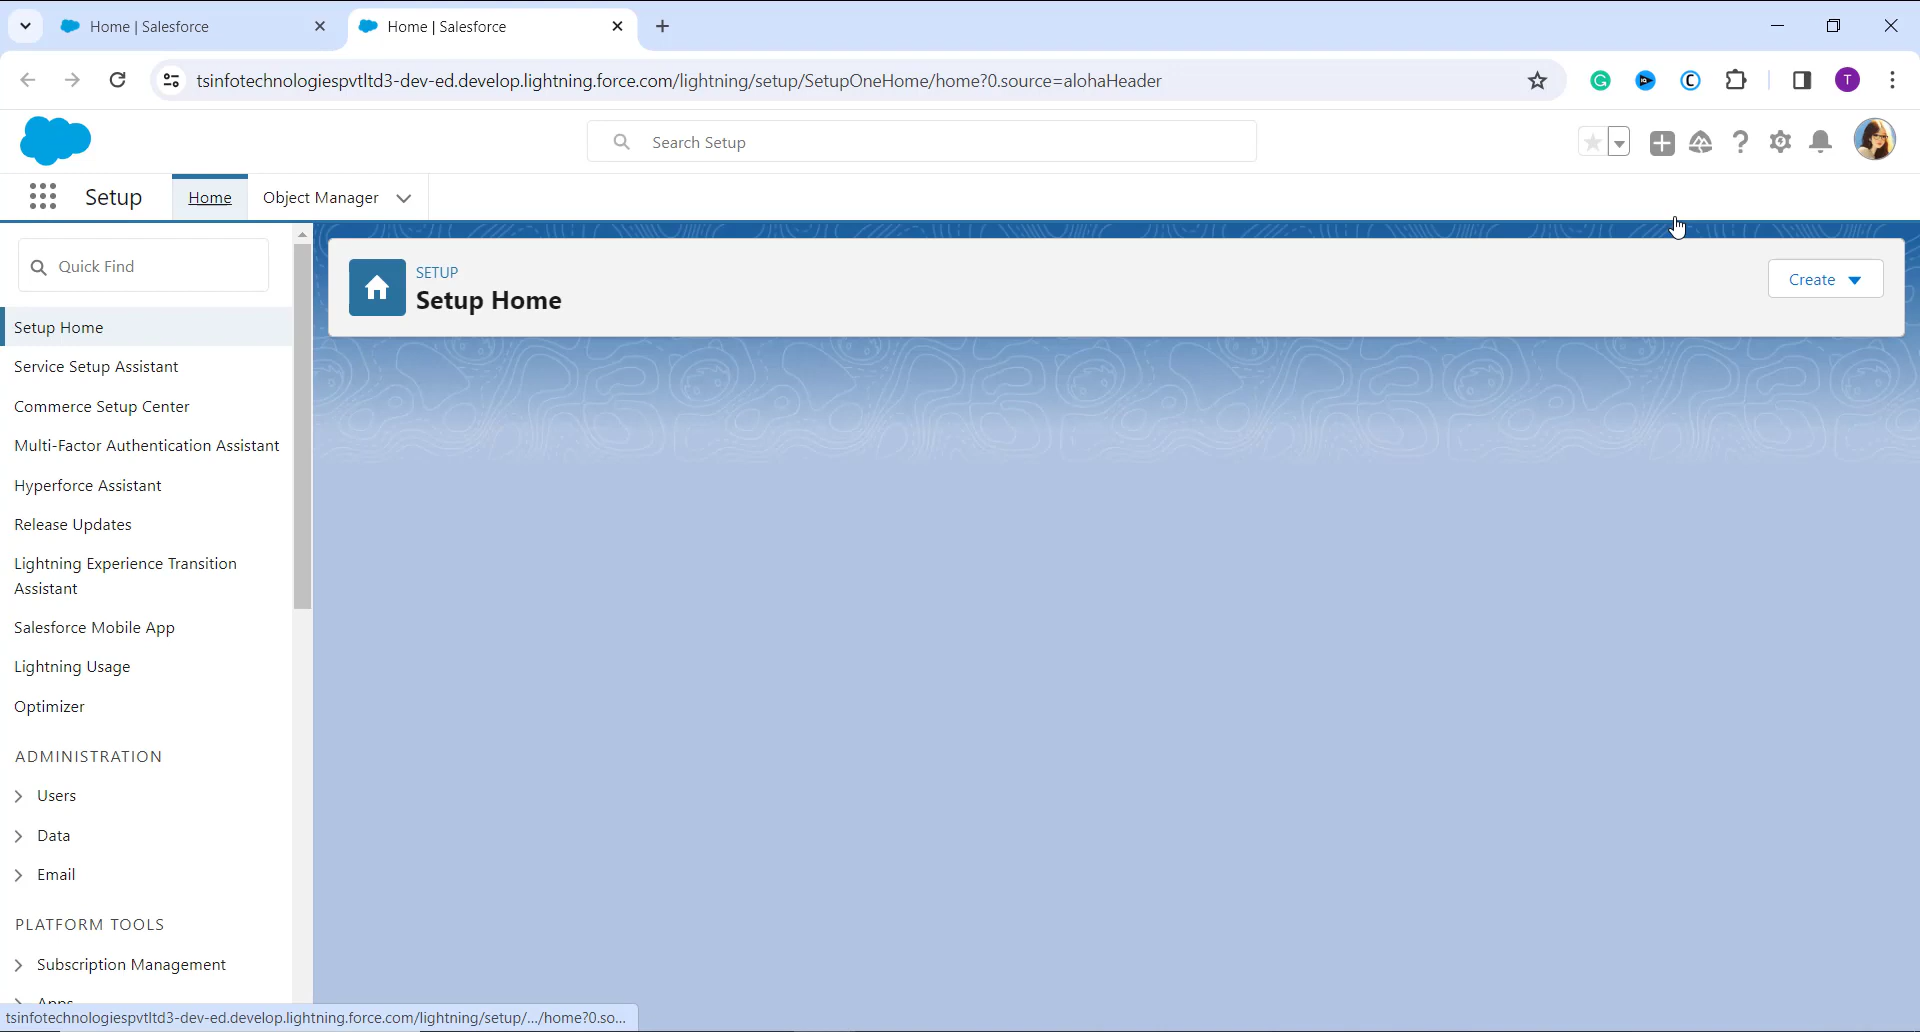 Home | Salesforce
Home | Salesforce
tsinfotechnologiespvtltd3-dev-ed.develop.lightning.force.com/lightning/setup/SetupOneHome/home?0.source=alohaHeader
T
Search Setup
Setup
Home
Object Manager
Quick Find
SETUP
Setup Home
Create
Setup Home
Service Setup Assistant
Commerce Setup Center
Multi-Factor Authentication Assistant
Hyperforce Assistant
Release Updates
Lightning Experience Transition
Assistant
Salesforce Mobile App
Lightning Usage
Optimizer
ADMINISTRATION
Users
Data
Email
PLATFORM TOOLS
Subscription Management
Apps
tsinfotechnologiespvtltd3-dev-ed.develop.lightning.force.com/lightning/setup/.../home?0.so...